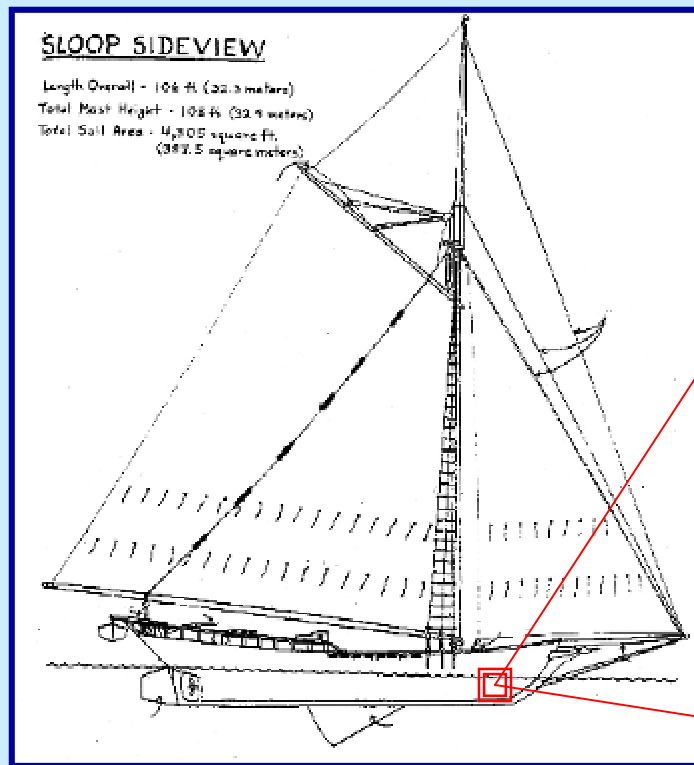 SLOOP SIDEVIEW
Length Overall - 106 ft (32.3 meters)
Total Mast Height - 108 ft (32.9 meters)
Total Sail Area - 4,305 square ft.
(397.5 square meters)